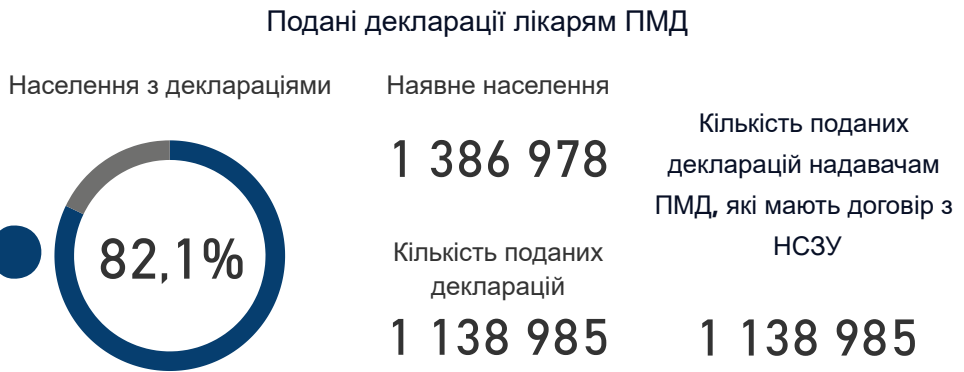 Подані декларації лікарям ПМД
Населення з деклараціями
82,1%
Наявне населення
1 386 978
Кількість поданих
декларацій
1 138 985
Кількість поданих
декларацій надавачам
ПМД, які мають договір з
НСЗУ
1 138 985